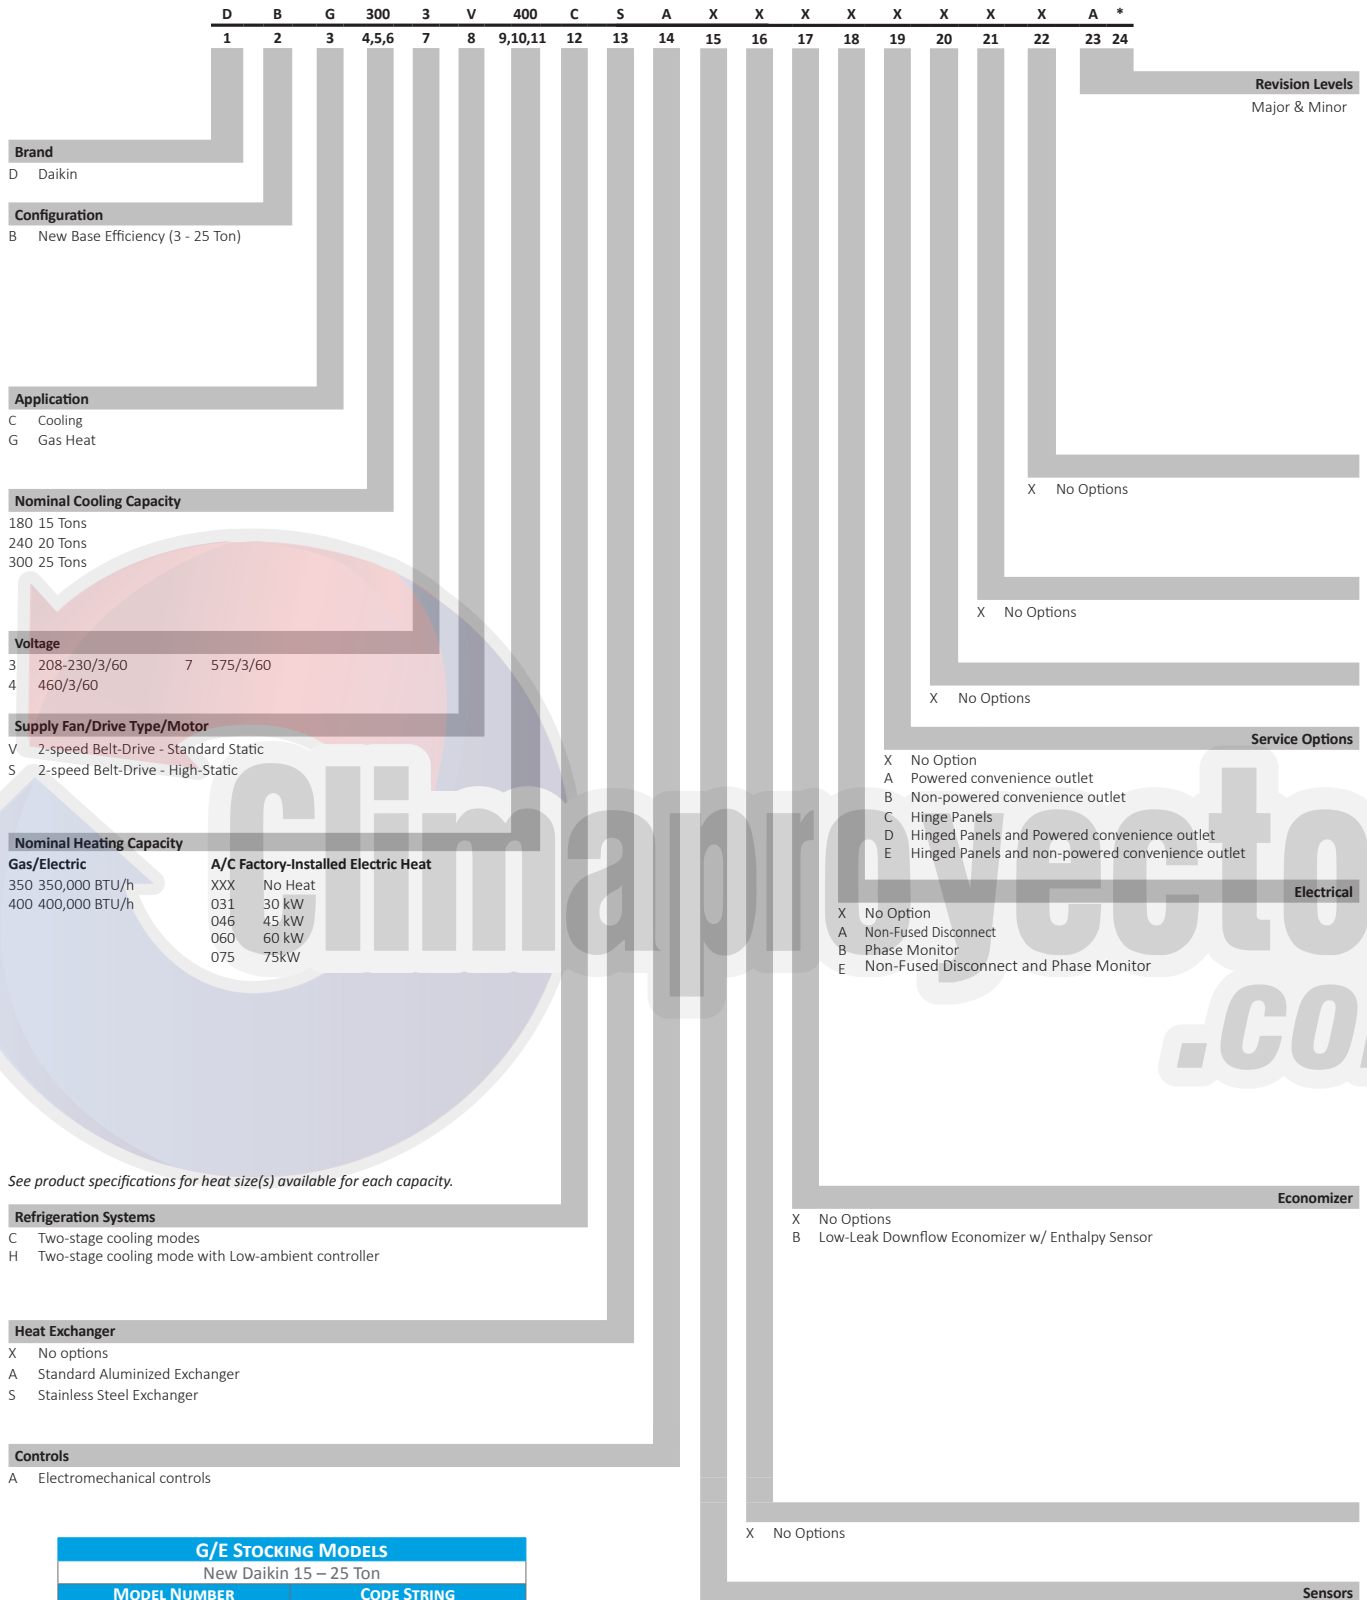 D B G 300 3 V 400 C S A X X X X X X X X A *
1 2 3 4,5,6 7 8 9,10,11 12 13 14 15 16 17 18 19 20 21 22 23 24
Revision Levels
Major & Minor
Brand
D Daikin
Configuration
B New Base Efficiency (3 - 25 Ton)
Application
C Cooling
G Gas Heat
X No Options
Nominal Cooling Capacity
180 15 Tons
240 20 Tons
300 25 Tons
X No Options
Voltage
3 208-230/3/60 7 575/3/60
4 460/3/60
X No Options
Supply Fan/Drive Type/Motor
V 2-speed Belt-Drive - Standard Static
S 2-speed Belt-Drive - High-Static
Service Options
X No Option
A Powered convenience outlet
B Non-powered convenience outlet
C Hinge Panels
D Hinged Panels and Powered convenience outlet
E Hinged Panels and non-powered convenience outlet
Nominal Heating Capacity
Gas/Electric A/C Factory-Installed Electric Heat
350 350,000 BTU/h XXX No Heat
400 400,000 BTU/h 031 30 kW
046 45 kW
060 60 kW
075 75kW
Electrical
X No Option
A Non-Fused Disconnect
B Phase Monitor
E Non-Fused Disconnect and Phase Monitor
Climaproyecto
.co
See product specifications for heat size(s) available for each capacity.
Economizer
X No Options
B Low-Leak Downflow Economizer w/ Enthalpy Sensor
Refrigeration Systems
C Two-stage cooling modes
H Two-stage cooling mode with Low-ambient controller
Heat Exchanger
X No options
A Standard Aluminized Exchanger
S Stainless Steel Exchanger
Controls
A Electromechanical controls
X No Options
G/E STOCKING MODELS
New Daikin 15 – 25 Ton
MODEL NUMBER CODE STRING
Sensors